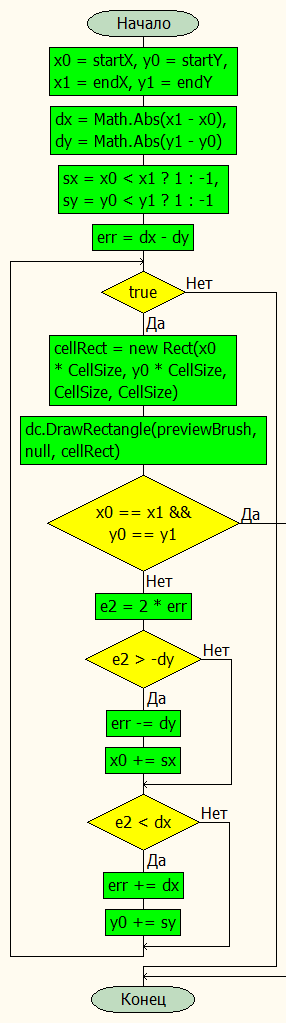 Начало
x0 = startX, y0 = startY,
x1 = endX, y1 = endY
dx = Math.Abs(x1 - x0),
dy = Math.Abs(y1 - y0)
sx = x0 < x1 ? 1 : -1,
sy = y0 < y1 ? 1 : -1
err = dx - dy
true
Нет
Да
cellRect = new Rect(x0
* CellSize, y0 * CellSize,
CellSize, CellSize)
dc.DrawRectangle(previewBrush,
null, cellRect)
x0 == x1 &&
y0 == y1
Да
Нет
e2 = 2 * err
e2 > -dy
Нет
Да
err -= dy
x0 += sx
e2 < dx
Нет
Да
err += dx
y0 += sy
Конец